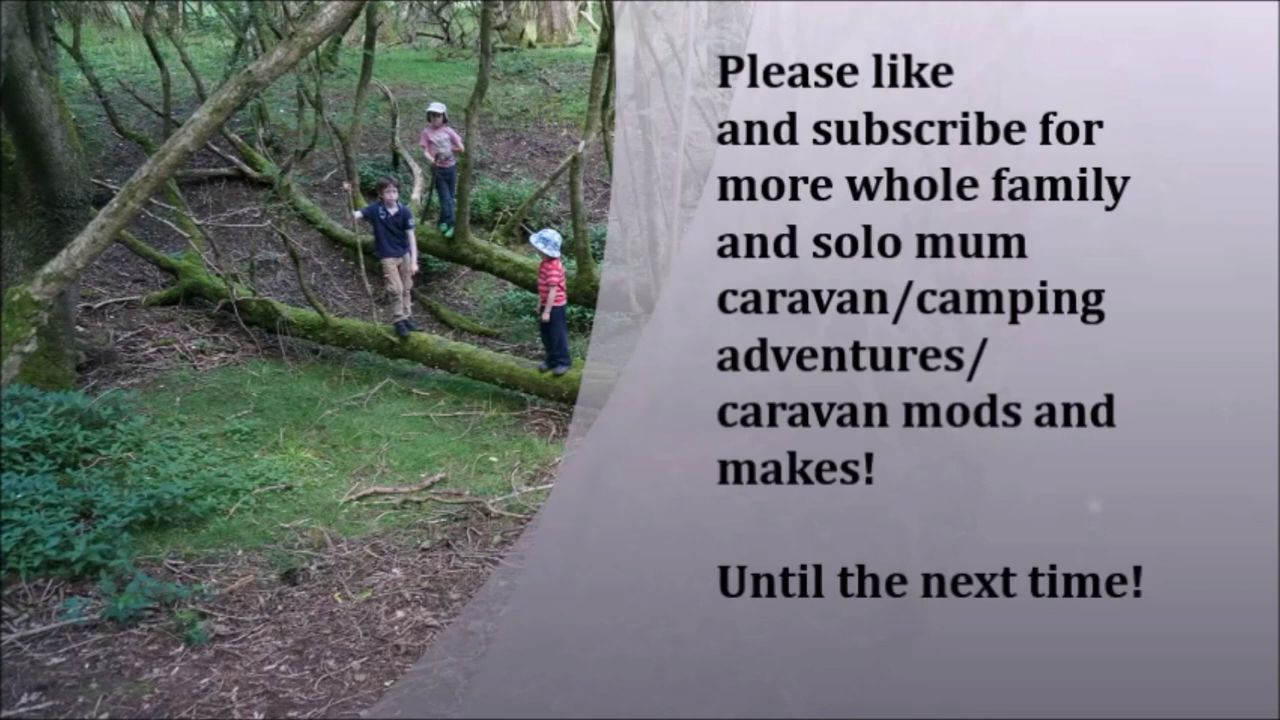 Please like
and subscribe for
more whole family
and solo mum
caravan/camping
adventures/
caravan mods and
makes!
Until the next time!